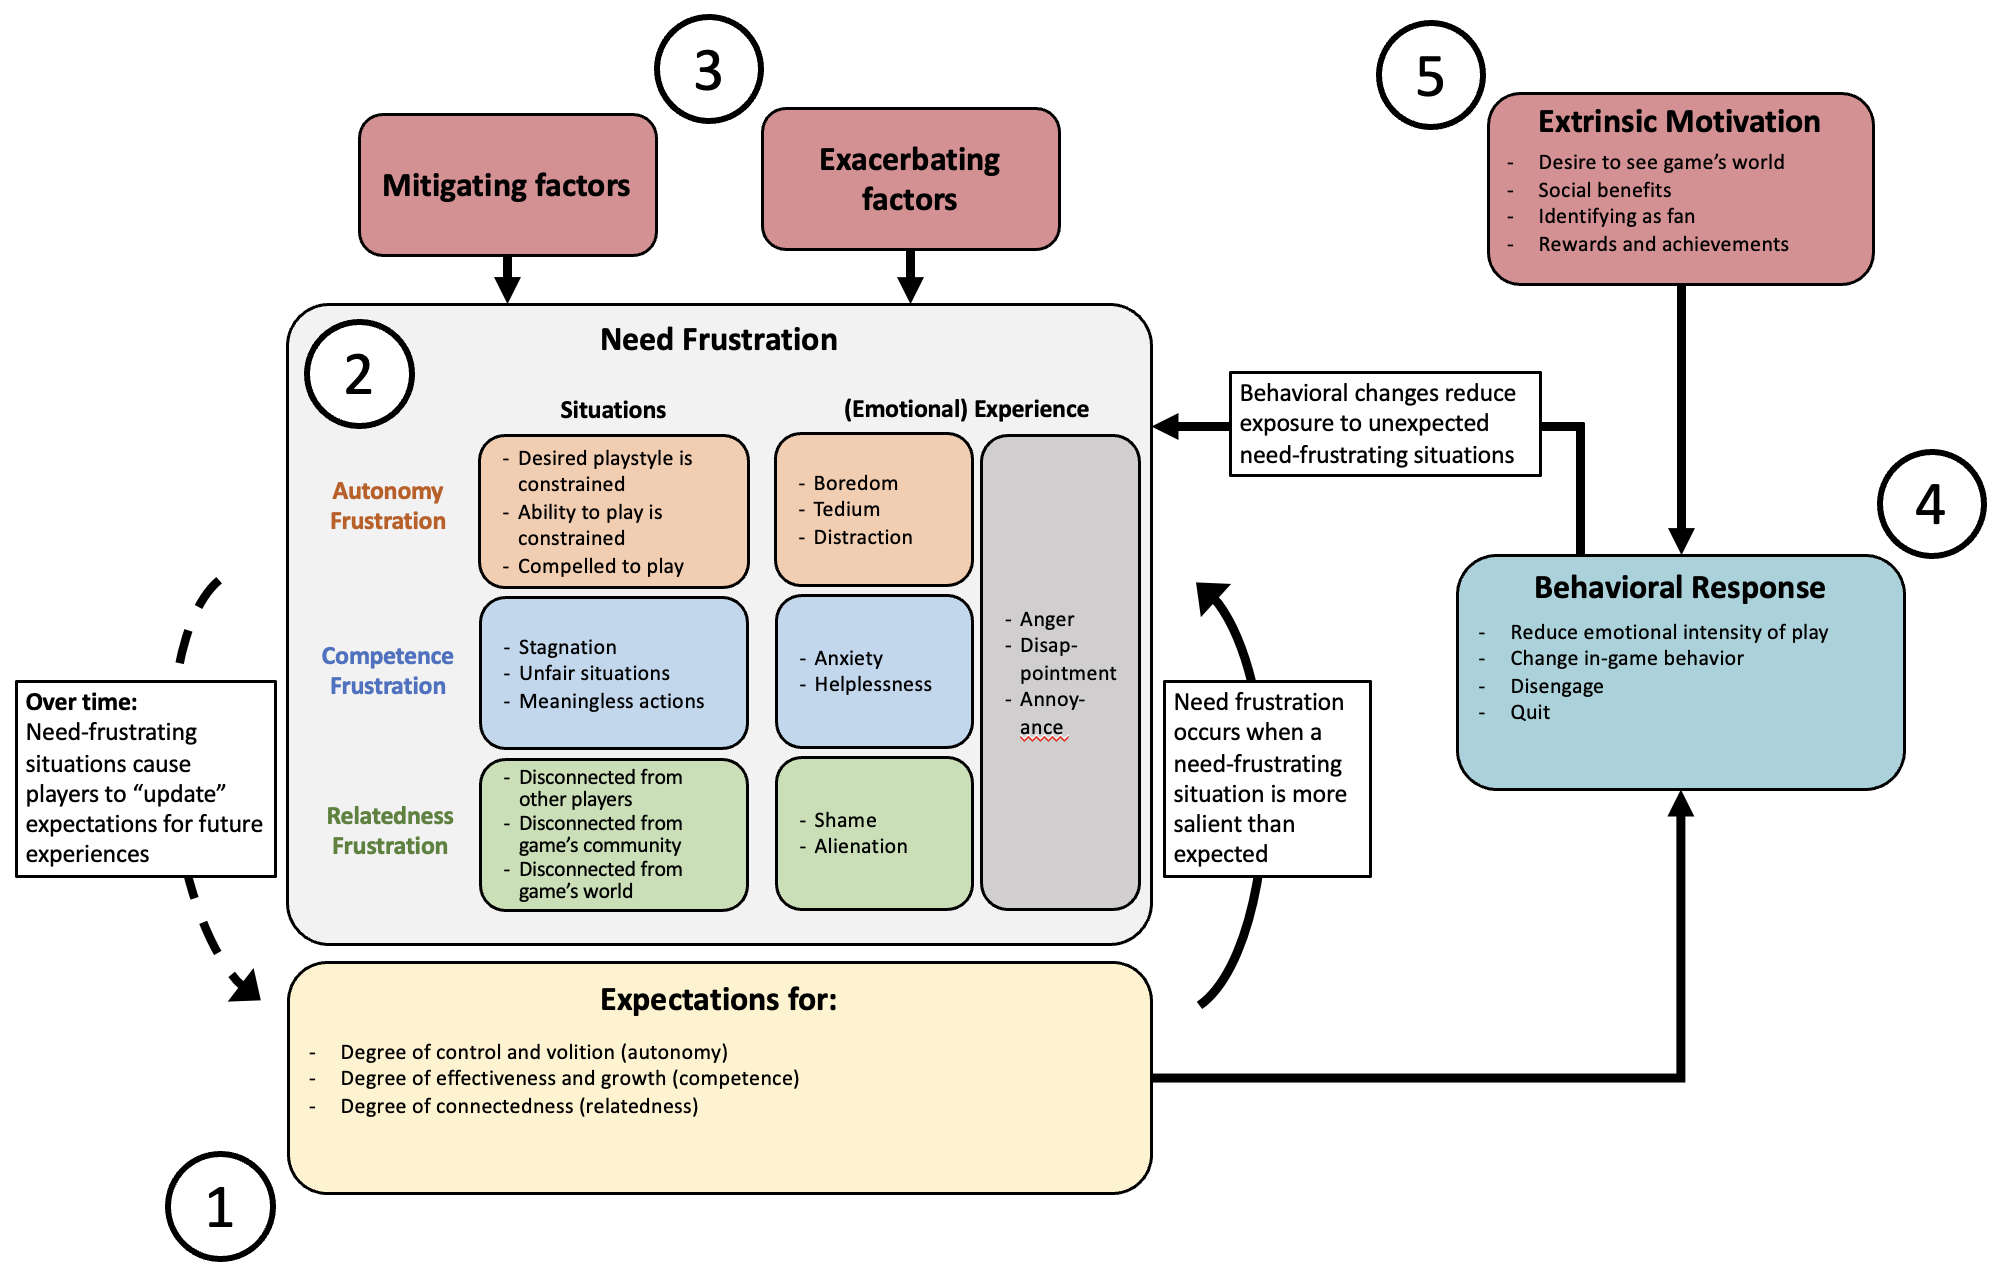 3
5
Mitigating factors
Exacerbating
factors
Extrinsic Motivation
- Desire to see game’s world
- Social benefits
- Identifying as fan
- Rewards and achievements
2
Need Frustration
Situations
(Emotional) Experience
Autonomy
Frustration
- Desired playstyle is
constrained
- Ability to play is
constrained
- Compelled to play
- Boredom
- Tedium
- Distraction
Competence
Frustration
- Stagnation
- Unfair situations
- Meaningless actions
- Anxiety
- Helplessness
- Anger
- Disap-
pointment
- Annoy-
ance
Relatedness
Frustration
- Disconnected from
other players
- Disconnected from
game’s community
- Disconnected from
game’s world
- Shame
- Alienation
Behavioral changes reduce
exposure to unexpected
need-frustrating situations
4
Behavioral Response
- Reduce emotional intensity of play
- Change in-game behavior
- Disengage
- Quit
Over time:
Need-frustrating
situations cause
players to “update”
expectations for future
experiences
Need frustration
occurs when a
need-frustrating
situation is more
salient than
expected
Expectations for:
- Degree of control and volition (autonomy)
- Degree of effectiveness and growth (competence)
- Degree of connectedness (relatedness)
1